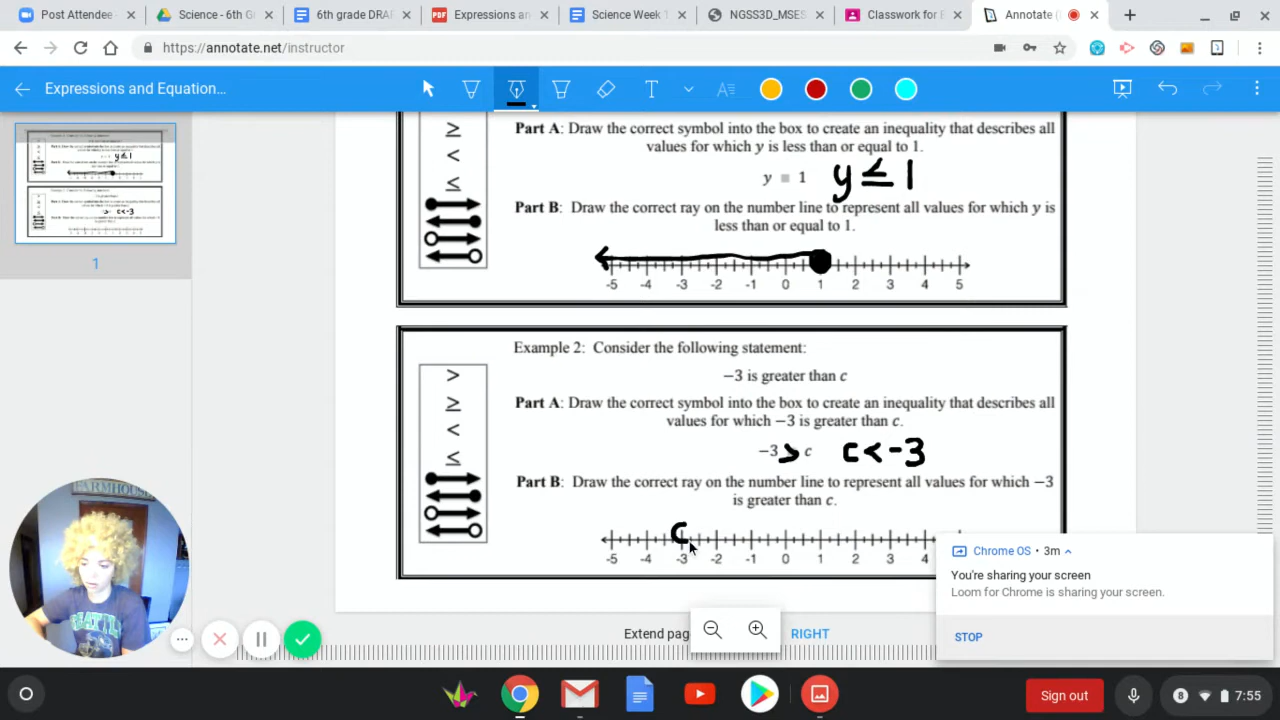 Post Attendee -
Science - 6th Gr
6th grade DRAF
PDF
Expressions and
Science Week 1
NGSS3D_MSES
Classwork for E
Annotate (
https://annotate.net/instructor
Expressions and Equation...
T
A
≥
Part A: Draw the correct symbol into the box to create an inequality that describes all
values for which y is less than or equal to 1.
<
≤
y 1 y ≤ 1
Part B: Draw the correct ray on the number line to represent all values for which y is
less than or equal to 1.
-5 -4 -3 -2 -1 0 1 2 3 4 5
1
Example 2: Consider the following statement:
−3 is greater than c
>
≥
<
≤
Part A: Draw the correct symbol into the box to create an inequality that describes all
values for which −3 is greater than c.
−3 > c c < -3
Part B: Draw the correct ray on the number line to represent all values for which −3
is greater than c.
-5 -4 -3 -2 -1 0 1 2 3 4
FARMHOUSE
Chrome OS • 3m
You're sharing your screen
Loom for Chrome is sharing your screen.
STOP
Extend pag
RIGHT
Sign out
8
7:55